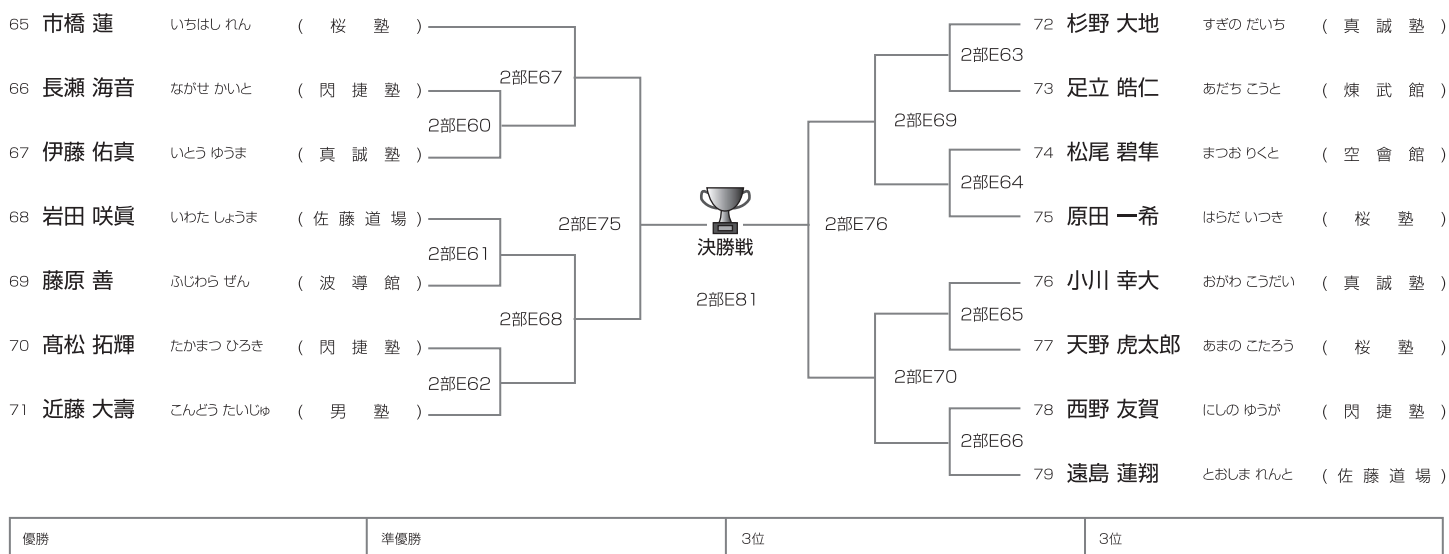 65 市橋 蓮 いちはし れん ( 桜 塾 )
2部E67
66 長瀬 海音 ながせ かいと ( 閃 捷 塾 )
2部E60
67 伊藤 佑真 いとう ゆうま ( 真 誠 塾 )
2部E75
68 岩田 咲眞 いわた しょうま ( 佐 藤 道 場 )
2部E61
69 藤原 善 ふじわら ぜん ( 波 導 館 )
2部E68
70 髙松 拓輝 たかまつ ひろき ( 閃 捷 塾 )
2部E62
71 近藤 大壽 こんどう たいじゅ ( 男 塾 )
決勝戦
2部E81
72 杉野 大地 すぎの だいち ( 真 誠 塾 )
2部E63
73 足立 皓仁 あだち こうと ( 煉 武 館 )
2部E69
74 松尾 碧隼 まつお りくと ( 空 會 館 )
2部E64
75 原田 一希 はらだ いつき ( 桜 塾 )
2部E76
76 小川 幸大 おがわ こうだい ( 真 誠 塾 )
2部E65
77 天野 虎太郎 あまの こたろう ( 桜 塾 )
2部E70
78 西野 友賀 にしの ゆうが ( 閃 捷 塾 )
2部E66
79 遠島 蓮翔 とおしま れんと ( 佐 藤 道 場 )
優勝 準優勝 3位 3位